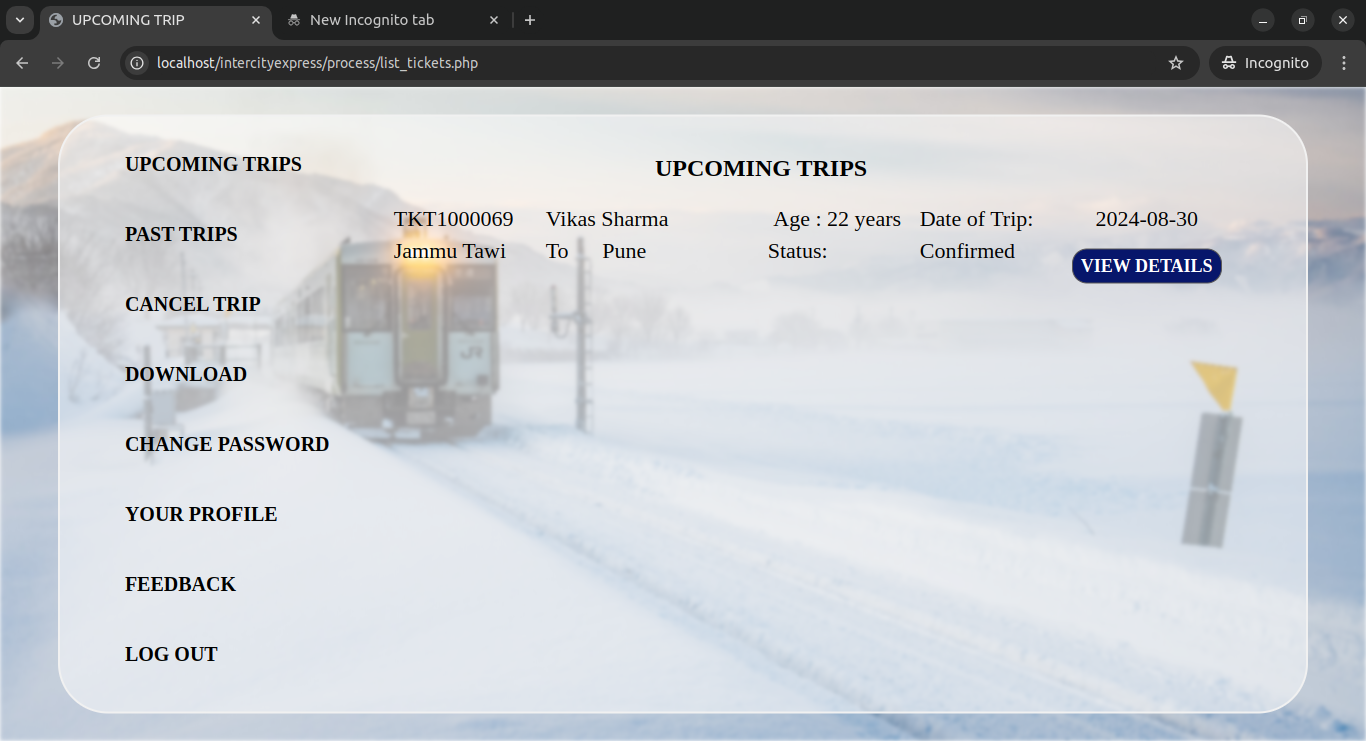 UPCOMING TRIP
New Incognito tab
localhost/intercityexpress/process/list_tickets.php
Incognito
UPCOMING TRIPS
PAST TRIPS
CANCEL TRIP
DOWNLOAD
CHANGE PASSWORD
YOUR PROFILE
FEEDBACK
LOG OUT
UPCOMING TRIPS
TKT1000069 Vikas Sharma Age : 22 years Date of Trip: 2024-08-30
Jammu Tawi To Pune Status: Confirmed
VIEW DETAILS